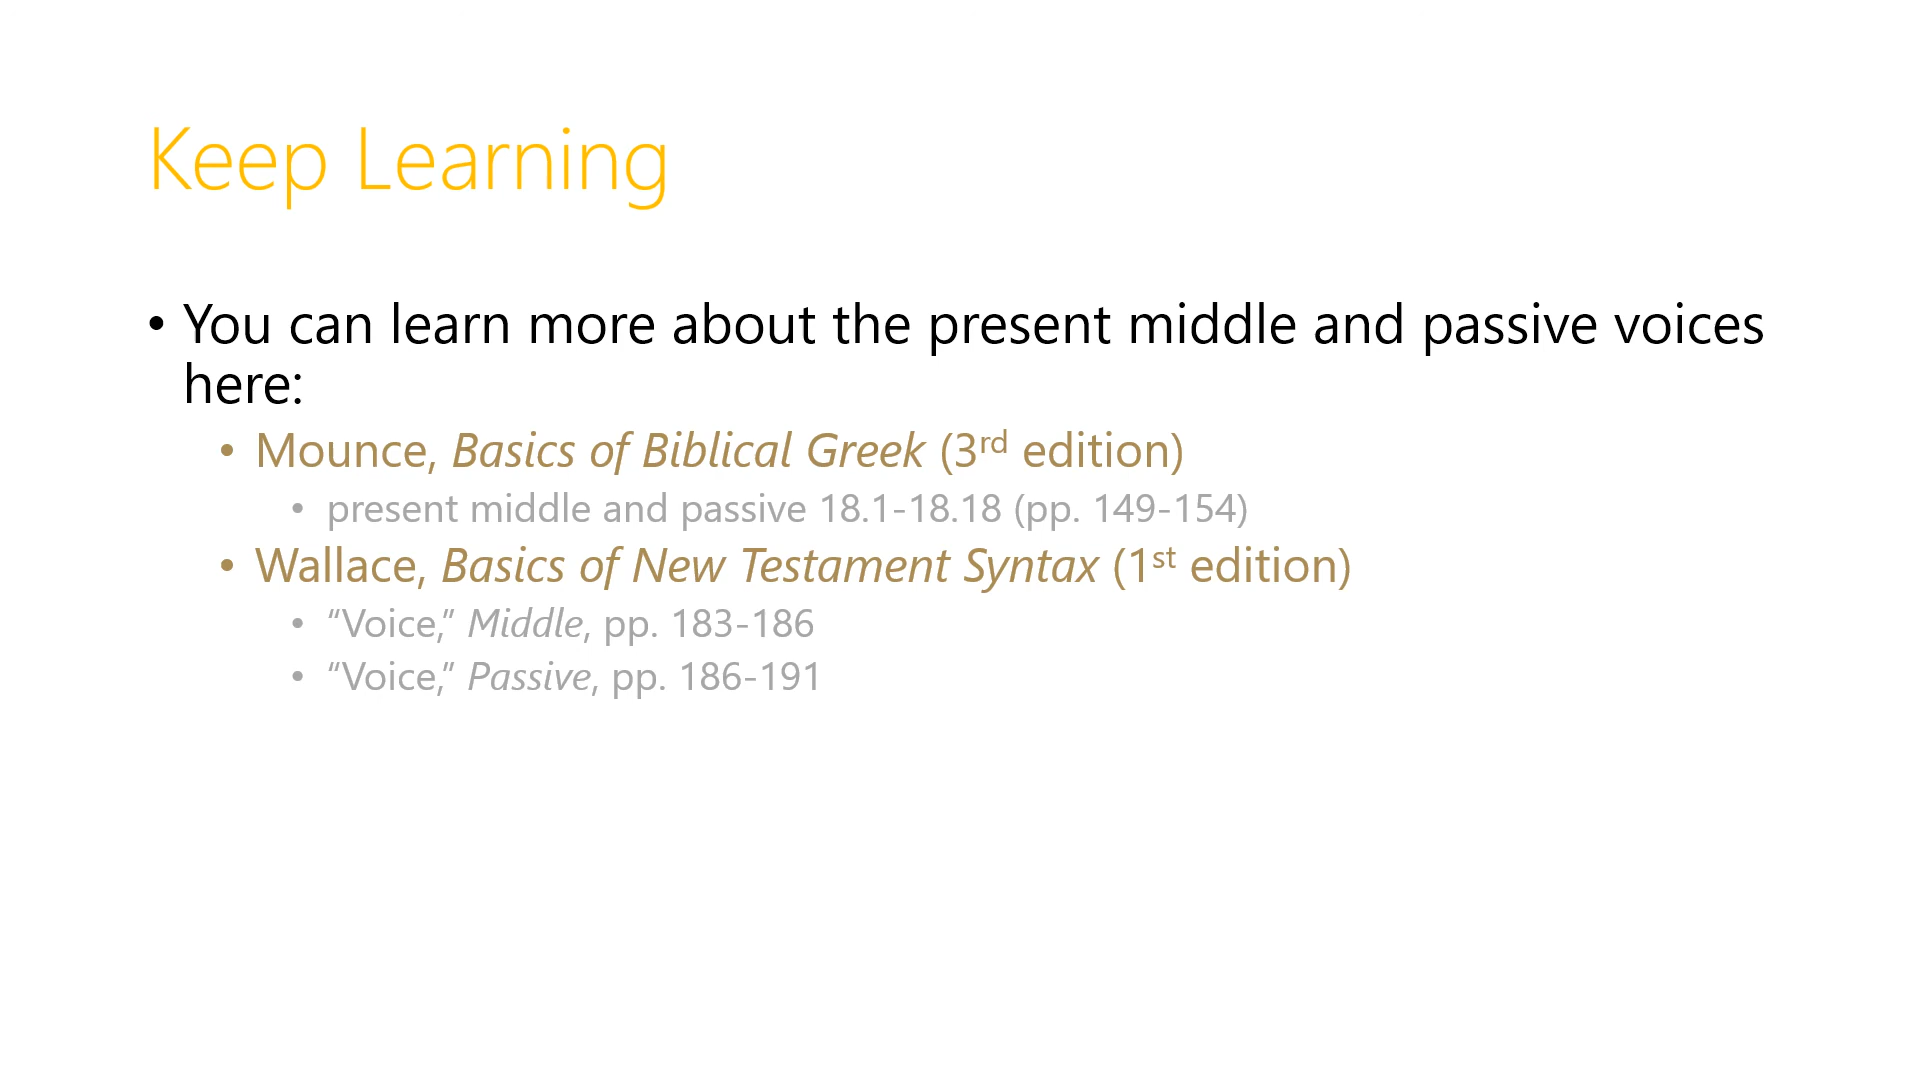 Keep Learning
• You can learn more about the present middle and passive voices
here:
• Mounce, Basics of Biblical Greek (3rd edition)
• present middle and passive 18.1-18.18 (pp. 149-154)
• Wallace, Basics of New Testament Syntax (1st edition)
• “Voice,” Middle, pp. 183-186
• “Voice,” Passive, pp. 186-191